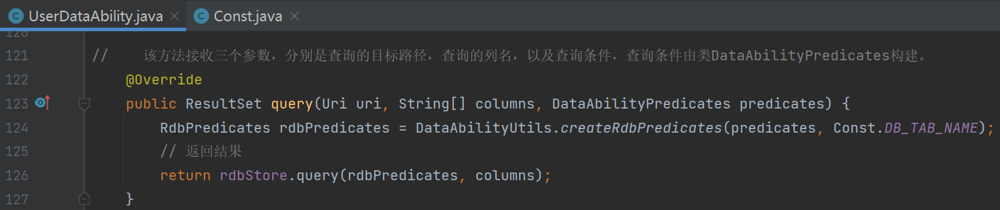 UserDataAbility.java
Const.java
120
121 // 该方法接收三个参数，分别是查询的目标路径，查询的列名，以及查询条件，查询条件由类DataAbilityPredicates构建。
122 @Override
123 public ResultSet query(Uri uri, String[] columns, DataAbilityPredicates predicates) {
124 RdbPredicates rdbPredicates = DataAbilityUtils.createRdbPredicates(predicates, Const.DB_TAB_NAME);
125 // 返回结果
126 return rdbStore.query(rdbPredicates, columns);
127 }